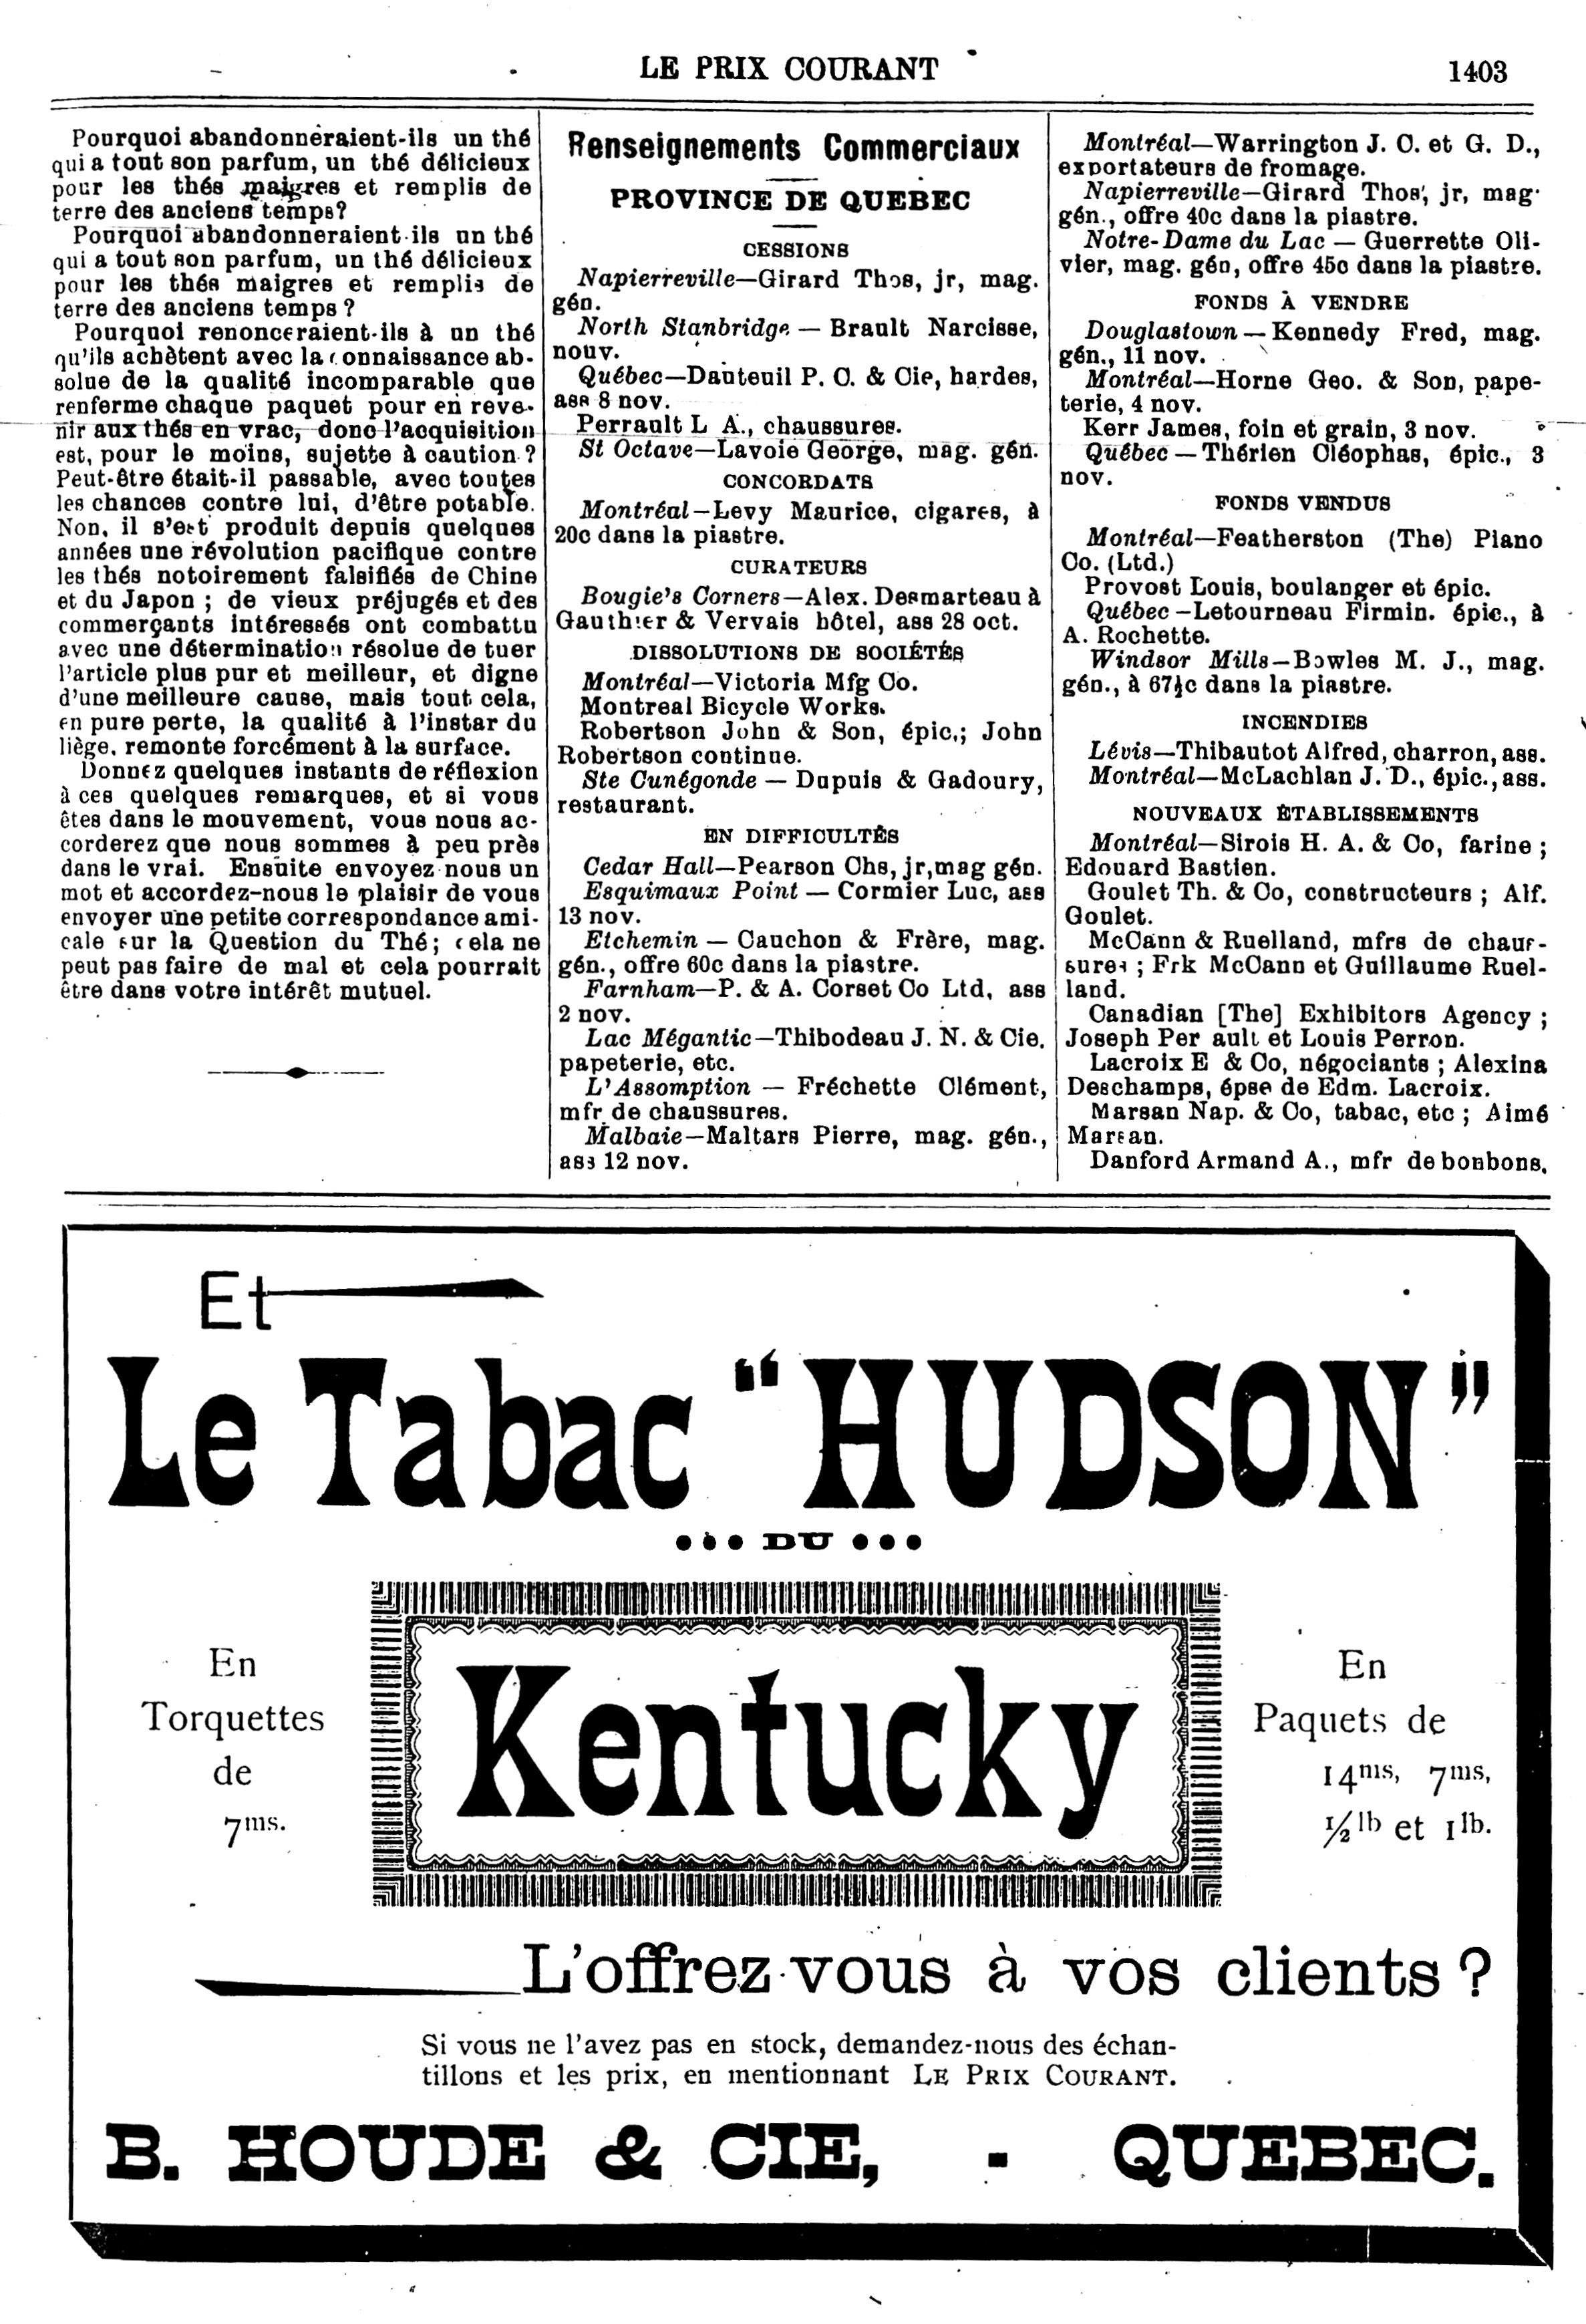 LE PRIX COURANT
1403
Pourquoi abandonneraient-ils un thé
qui a tout son parfum, un thé délicieux
pour les thés maigres et remplis de
terre des anciens temps?
Pourquoi abandonneraient-ils un thé
qui a tout son parfum, un thé délicieux
pour les thés maigres et remplis de
terre des anciens temps ?
Pourquoi renonceraient-ils à un thé
qu'ils achètent avec la connaissance ab-
solue de la qualité incomparable que
renferme chaque paquet pour en reve-
nir aux thés en vrac, donc l'acquisition
est, pour le moins, sujette à caution ?
Peut-être était-il passable, avec toutes
les chances contre lui, d'être potable.
Non, il s'est produit depuis quelques
années une révolution pacifique contre
les thés notoirement falsifiés de Chine
et du Japon ; de vieux préjugés et des
commerçants intéressés ont combattu
avec une détermination résolue de tuer
l'article plus pur et meilleur, et digne
d'une meilleure cause, mais tout cela,
en pure perte, la qualité à l'instar du
liège, remonte forcément à la surface.
Donnez quelques instants de réflexion
à ces quelques remarques, et si vous
êtes dans le mouvement, vous nous ac-
corderez que nous sommes à peu près
dans le vrai. Ensuite envoyez nous un
mot et accordez-nous le plaisir de vous
envoyer une petite correspondance ami-
cale sur la Question du Thé; cela ne
peut pas faire de mal et cela pourrait
être dans votre intérêt mutuel.
Renseignements Commerciaux
PROVINCE DE QUEBEC
CESSIONS
Napierreville—Girard Thos, jr, mag.
gén.
North Stanbridge — Brault Narcisse,
nouv.
Québec—Dauteuil P. C. & Cie, hardes,
ass 8 nov.
Perrault L A., chaussures.
St Octave—Lavoie George, mag. gén.
CONCORDATS
Montréal—Levy Maurice, cigares, à
20c dans la piastre.
CURATEURS
Bougie's Corners—Alex. Desmarteau à
Gauthier & Vervais hôtel, ass 28 oct.
DISSOLUTIONS DE SOCIÉTÉS
Montréal—Victoria Mfg Co.
Montreal Bicycle Works.
Robertson John & Son, épic.; John
Robertson continue.
Ste Cunégonde — Dupuis & Gadoury,
restaurant.
EN DIFFICULTÉS
Cedar Hall—Pearson Chs, jr, mag gén.
Esquimaux Point — Cormier Luc, ass
13 nov.
Etchemin — Cauchon & Frère, mag.
gén., offre 60c dans la piastre.
Farnham—P. & A. Corset Co Ltd, ass
2 nov.
Lac Mégantic—Thibodeau J. N. & Cie,
papeterie, etc.
L'Assomption — Fréchette Clément,
mfr de chaussures.
Malbaie—Maltars Pierre, mag. gén.,
ass 12 nov.
Montréal—Warrington J. C. et G. D.,
exportateurs de fromage.
Napierreville—Girard Thos, jr, mag.
gén., offre 40c dans la piastre.
Notre-Dame du Lac — Guerrette Oli-
vier, mag. gén, offre 45c dans la piastre.
FONDS À VENDRE
Douglastown — Kennedy Fred, mag.
gén., 11 nov.
Montréal—Horne Geo. & Son, pape-
terie, 4 nov.
Kerr James, foin et grain, 3 nov.
Québec — Thérien Cléophas, épic., 3
nov.
FONDS VENDUS
Montréal—Featherston (The) Piano
Co. (Ltd.)
Provost Louis, boulanger et épic.
Québec—Letourneau Firmin. épic., à
A. Rochette.
Windsor Mills—Bowles M. J., mag.
gén., à 67½c dans la piastre.
INCENDIES
Lévis—Thibautot Alfred, charron, ass.
Montréal—McLachlan J. D., épic., ass.
NOUVEAUX ÉTABLISSEMENTS
Montréal—Sirois H. A. & Co, farine ;
Edouard Bastien.
Goulet Th. & Co, constructeurs ; Alf.
Goulet.
McCann & Ruelland, mfrs de chaus-
sures ; Frk McCann et Guillaume Ruel-
land.
Canadian [The] Exhibitors Agency ;
Joseph Per ault et Louis Perron.
Lacroix E & Co, négociants ; Alexina
Deschamps, épse de Edm. Lacroix.
Marsan Nap. & Co, tabac, etc ; Aimé
Marsan.
Danford Armand A., mfr de bonbons.
Et
Le Tabac "HUDSON"
... DU ...
Kentucky
En
Torquettes
de
7ms.
En
Paquets de
14ms, 7ms,
½lb et 1lb.
L'offrez-vous à vos clients ?
Si vous ne l'avez pas en stock, demandez-nous des échan-
tillons et les prix, en mentionnant LE PRIX COURANT.
B. HOUDE & CIE, - QUEBEC.